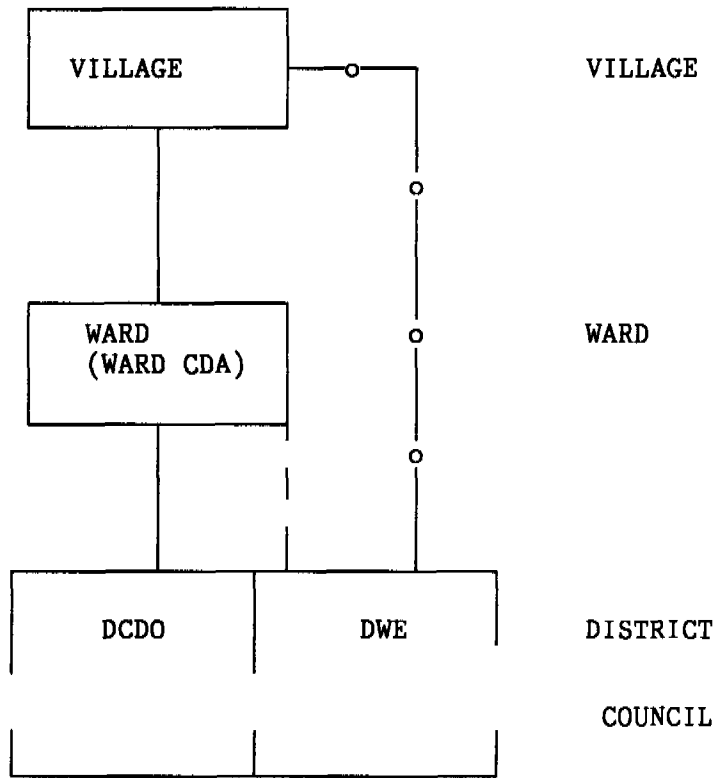 VILLAGE VILLAGE
WARD WARD
(WARD CDA)
DCDO DWE DISTRICT
COUNCIL